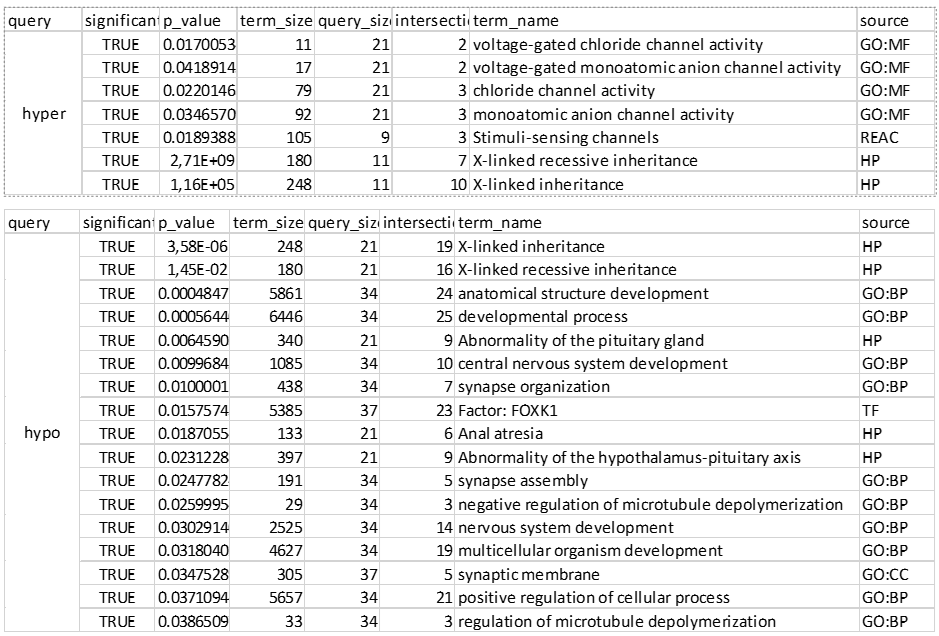 query significant p_value term_size query_size intersecti term_name source
TRUE 0.0170053 11 21 2 voltage-gated chloride channel activity GO:MF
TRUE 0.0418914 17 21 2 voltage-gated monoatomic anion channel activity GO:MF
TRUE 0.0220146 79 21 3 chloride channel activity GO:MF
hyper TRUE 0.0346570 92 21 3 monoatomic anion channel activity GO:MF
TRUE 0.0189388 105 9 3 Stimuli-sensing channels REAC
TRUE 2,71E+09 180 11 7 X-linked recessive inheritance HP
TRUE 1,16E+05 248 11 10 X-linked inheritance HP
query significant p_value term_size query_size intersecti term_name source
TRUE 3,58E-06 248 21 19 X-linked inheritance HP
TRUE 1,45E-02 180 21 16 X-linked recessive inheritance HP
TRUE 0.0004847 5861 34 24 anatomical structure development GO:BP
TRUE 0.0005644 6446 34 25 developmental process GO:BP
TRUE 0.0064590 340 21 9 Abnormality of the pituitary gland HP
TRUE 0.0099684 1085 34 10 central nervous system development GO:BP
TRUE 0.0100001 438 34 7 synapse organization GO:BP
TRUE 0.0157574 5385 37 23 Factor: FOXK1 TF
hypo TRUE 0.0187055 133 21 6 Anal atresia HP
TRUE 0.0231228 397 21 9 Abnormality of the hypothalamus-pituitary axis HP
TRUE 0.0247782 191 34 5 synapse assembly GO:BP
TRUE 0.0259995 29 34 3 negative regulation of microtubule depolymerization GO:BP
TRUE 0.0302914 2525 34 14 nervous system development GO:BP
TRUE 0.0318040 4627 34 19 multicellular organism development GO:BP
TRUE 0.0347528 305 37 5 synaptic membrane GO:CC
TRUE 0.0371094 5657 34 21 positive regulation of cellular process GO:BP
TRUE 0.0386509 33 34 3 regulation of microtubule depolymerization GO:BP